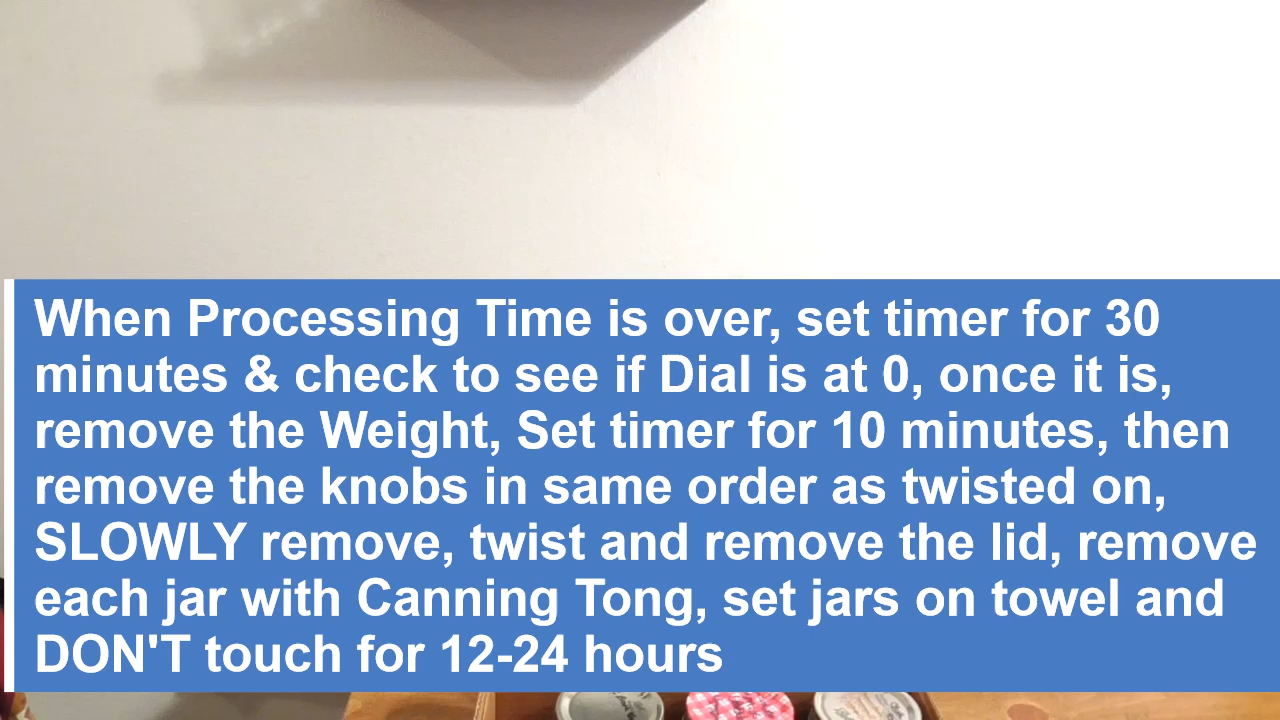 When Processing Time is over, set timer for 30
minutes & check to see if Dial is at 0, once it is,
remove the Weight, Set timer for 10 minutes, then
remove the knobs in same order as twisted on,
SLOWLY remove, twist and remove the lid, remove
each jar with Canning Tong, set jars on towel and
DON'T touch for 12-24 hours